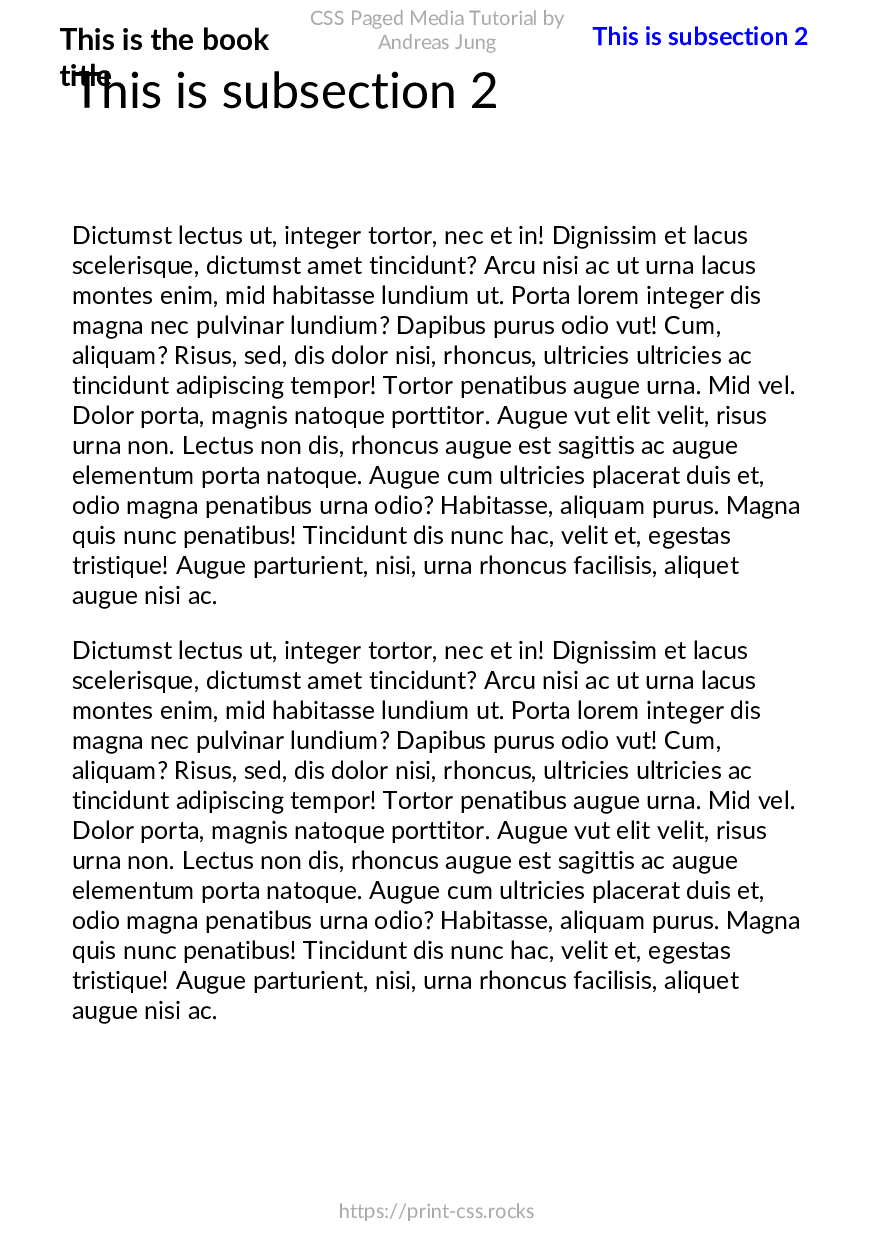 This is the book
title
CSS Paged Media Tutorial by
Andreas Jung
This is subsection 2
This is subsection 2
Dictumst lectus ut, integer tortor, nec et in! Dignissim et lacus
scelerisque, dictumst amet tincidunt? Arcu nisi ac ut urna lacus
montes enim, mid habitasse lundium ut. Porta lorem integer dis
magna nec pulvinar lundium? Dapibus purus odio vut! Cum,
aliquam? Risus, sed, dis dolor nisi, rhoncus, ultricies ultricies ac
tincidunt adipiscing tempor! Tortor penatibus augue urna. Mid vel.
Dolor porta, magnis natoque porttitor. Augue vut elit velit, risus
urna non. Lectus non dis, rhoncus augue est sagittis ac augue
elementum porta natoque. Augue cum ultricies placerat duis et,
odio magna penatibus urna odio? Habitasse, aliquam purus. Magna
quis nunc penatibus! Tincidunt dis nunc hac, velit et, egestas
tristique! Augue parturient, nisi, urna rhoncus facilisis, aliquet
augue nisi ac.
Dictumst lectus ut, integer tortor, nec et in! Dignissim et lacus
scelerisque, dictumst amet tincidunt? Arcu nisi ac ut urna lacus
montes enim, mid habitasse lundium ut. Porta lorem integer dis
magna nec pulvinar lundium? Dapibus purus odio vut! Cum,
aliquam? Risus, sed, dis dolor nisi, rhoncus, ultricies ultricies ac
tincidunt adipiscing tempor! Tortor penatibus augue urna. Mid vel.
Dolor porta, magnis natoque porttitor. Augue vut elit velit, risus
urna non. Lectus non dis, rhoncus augue est sagittis ac augue
elementum porta natoque. Augue cum ultricies placerat duis et,
odio magna penatibus urna odio? Habitasse, aliquam purus. Magna
quis nunc penatibus! Tincidunt dis nunc hac, velit et, egestas
tristique! Augue parturient, nisi, urna rhoncus facilisis, aliquet
augue nisi ac.
https://print-css.rocks